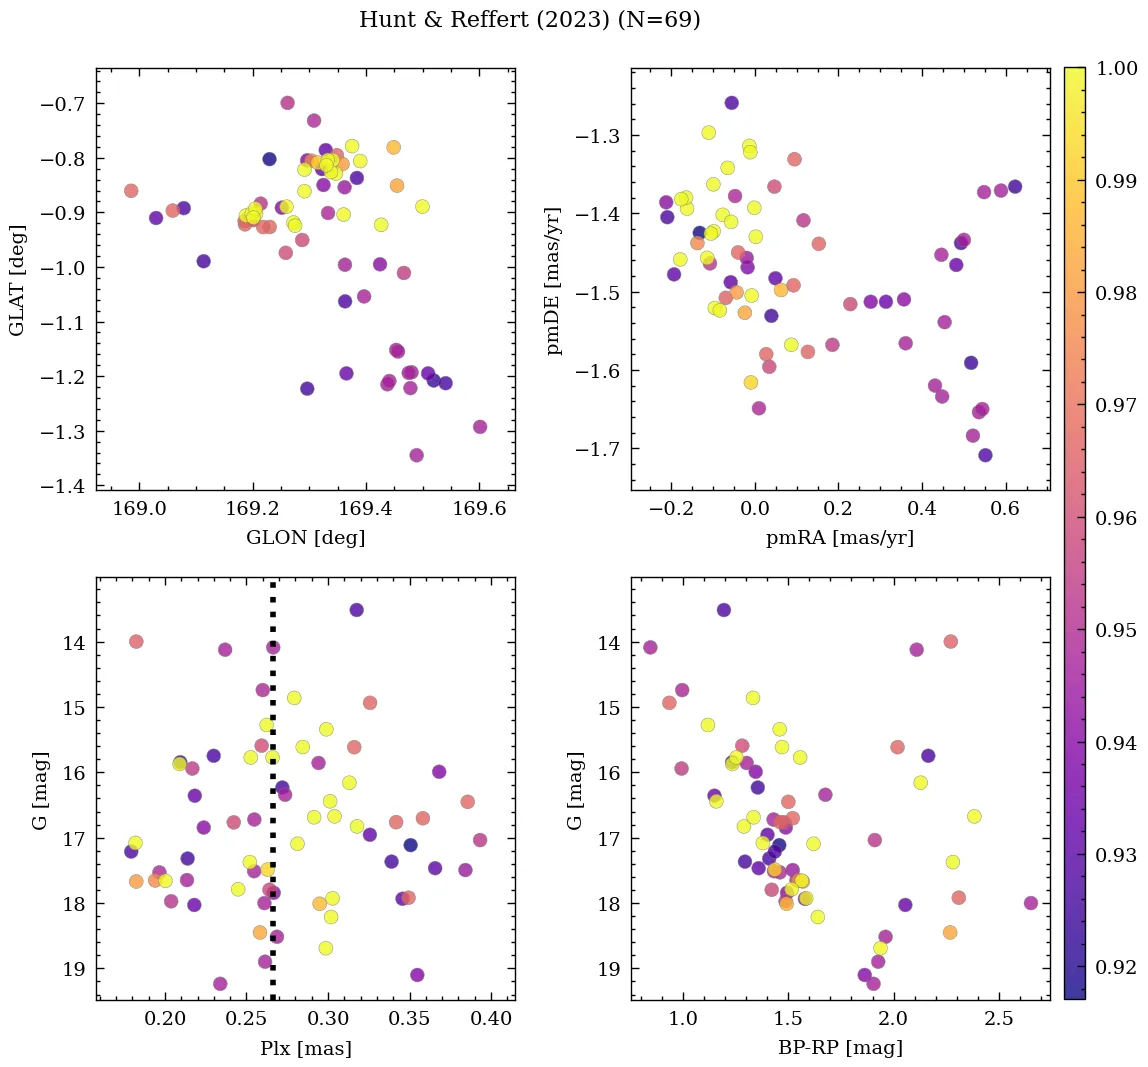 Hunt & Reffert (2023) (N=69)
−0.7
−0.8
−0.9
−1.0
−1.1
−1.2
−1.3
−1.4
GLAT [deg]
169.0 169.2 169.4 169.6
GLON [deg]
−1.3
−1.4
−1.5
−1.6
−1.7
pmDE [mas/yr]
−0.2 0.0 0.2 0.4 0.6
pmRA [mas/yr]
14
15
16
17
18
19
G [mag]
0.20 0.25 0.30 0.35 0.40
Plx [mas]
14
15
16
17
18
19
G [mag]
1.0 1.5 2.0 2.5
BP-RP [mag]
1.00
0.99
0.98
0.97
0.96
0.95
0.94
0.93
0.92